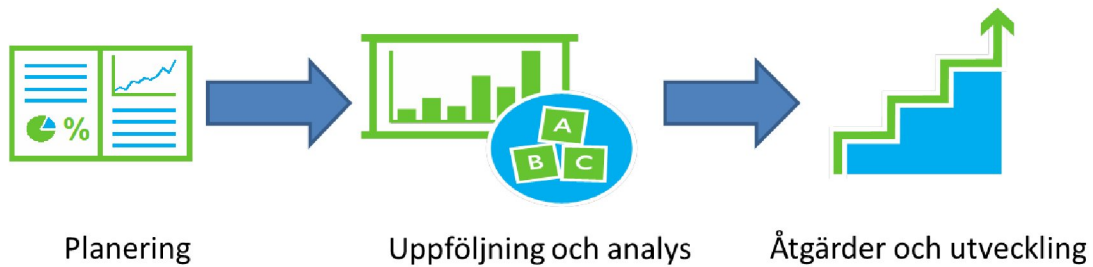 %
A
B C
Planering
Uppföljning och analys
Åtgärder och utveckling